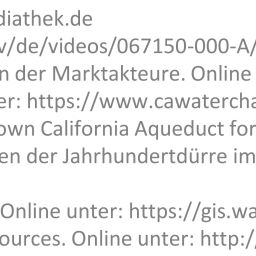 diathek.de
v/de/videos/067150-000-A/
n der Marktakteure. Online
er: https://www.cawatercha
own California Aqueduct for
en der Jahrhundertdürre im
Online unter: https://gis.wa
ources. Online unter: http:/